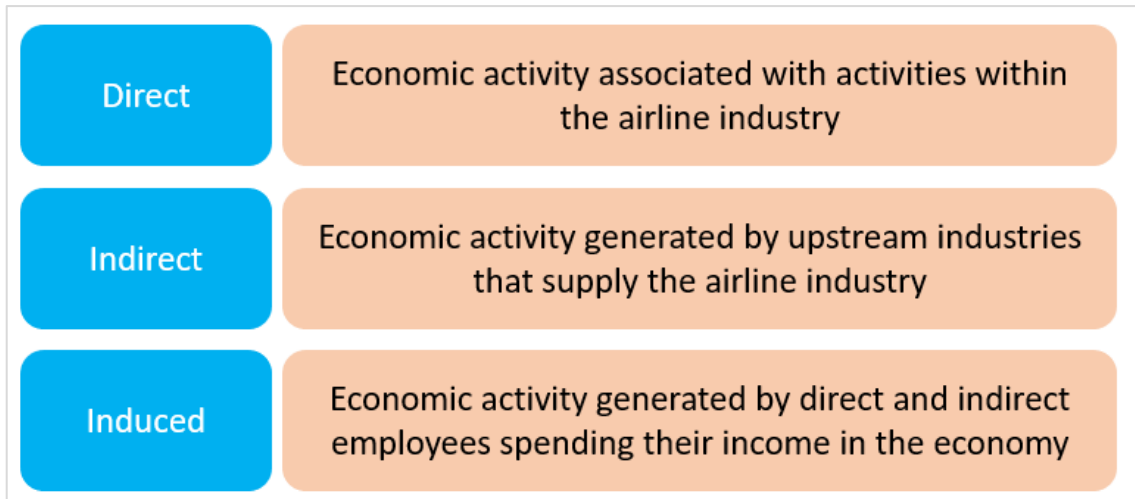 Direct
Economic activity associated with activities within
the airline industry
Indirect
Economic activity generated by upstream industries
that supply the airline industry
Induced
Economic activity generated by direct and indirect
employees spending their income in the economy